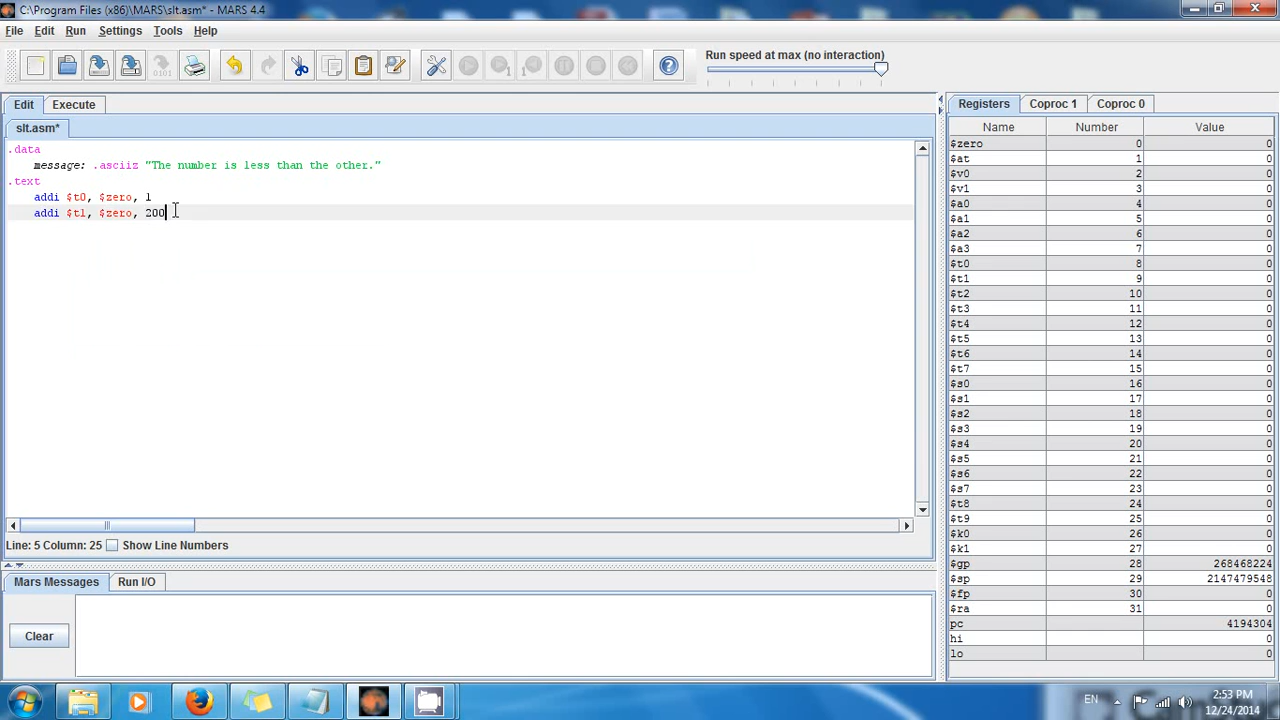 C:\Program Files (x86)\MARS\slt.asm* - MARS 4.4
File Edit Run Settings Tools Help
Run speed at max (no interaction)
Edit Execute
slt.asm*
.data
message: .asciiz "The number is less than the other."
.text
addi $t0, $zero, 1
addi $t1, $zero, 200
Line: 5 Column: 25 Show Line Numbers
Mars Messages Run I/O
Clear
Registers Coproc 1 Coproc 0
Name Number Value
$zero 0 0
$at 1 0
$v0 2 0
$v1 3 0
$a0 4 0
$a1 5 0
$a2 6 0
$a3 7 0
$t0 8 0
$t1 9 0
$t2 10 0
$t3 11 0
$t4 12 0
$t5 13 0
$t6 14 0
$t7 15 0
$s0 16 0
$s1 17 0
$s2 18 0
$s3 19 0
$s4 20 0
$s5 21 0
$s6 22 0
$s7 23 0
$t8 24 0
$t9 25 0
$k0 26 0
$k1 27 0
$gp 28 268468224
$sp 29 2147479548
$fp 30 0
$ra 31 0
pc 4194304
hi 0
lo 0
EN
2:53 PM
12/24/2014